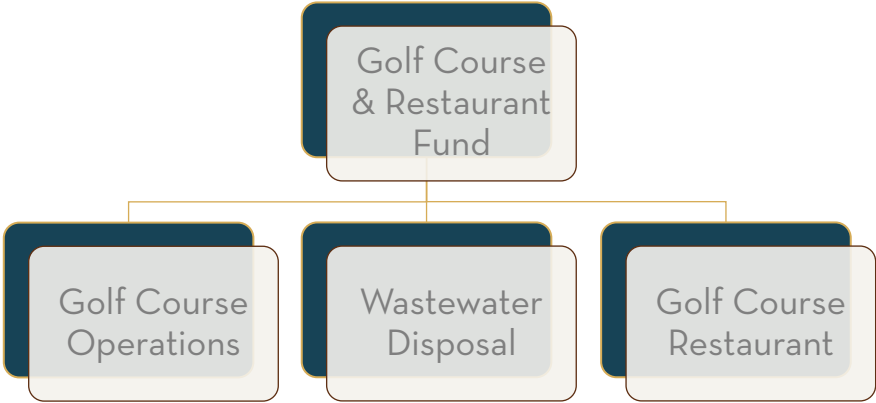 Golf Course
& Restaurant
Fund
Golf Course
Operations
Wastewater
Disposal
Golf Course
Restaurant